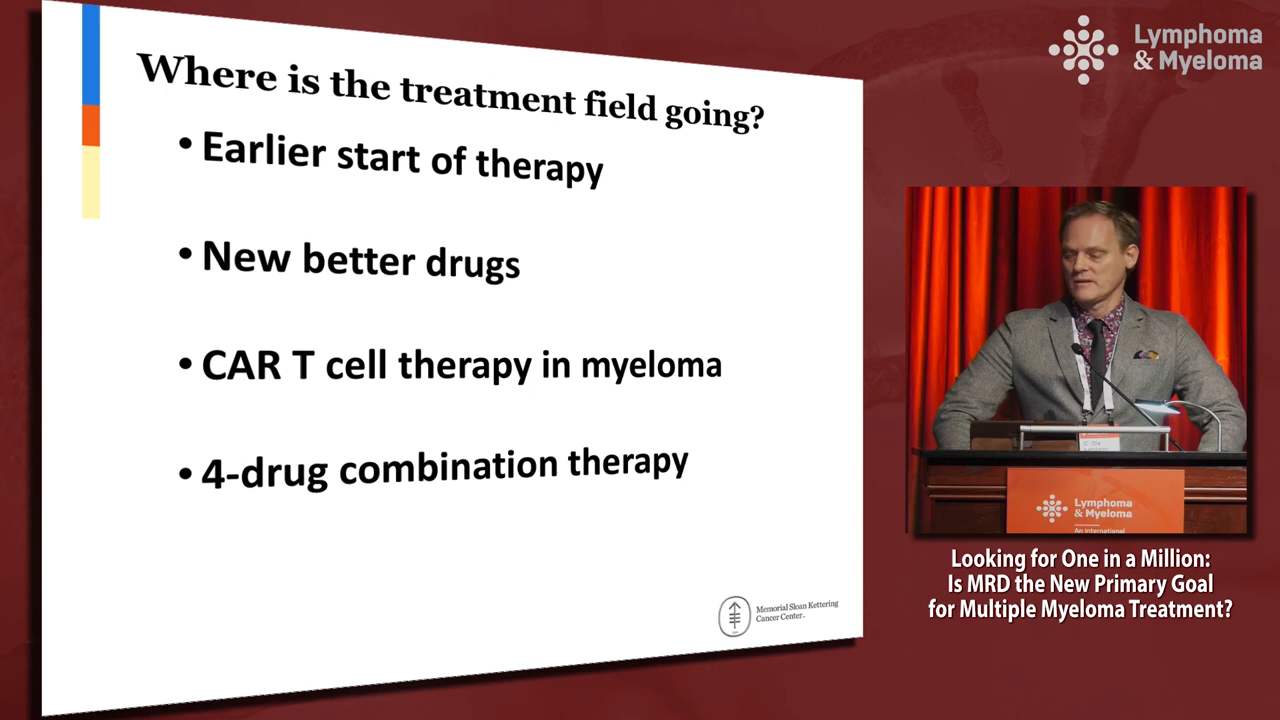 Where is the treatment field going?
• Earlier start of therapy
• New better drugs
• CAR T cell therapy in myeloma
• 4-drug combination therapy
Memorial Sloan Kettering
Cancer Center
Lymphoma
& Myeloma
Lymphoma
& Myeloma
An International
Looking for One in a Million:
Is MRD the New Primary Goal
for Multiple Myeloma Treatment?